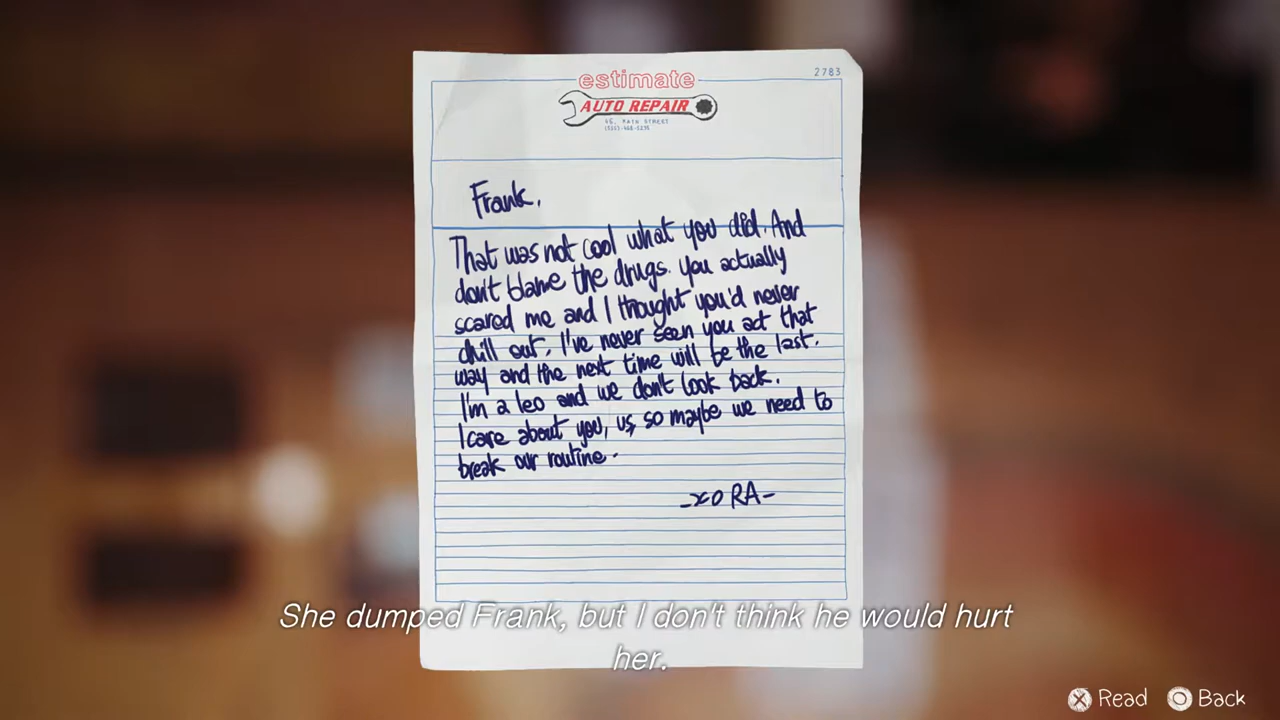 estimate
2783
AUTO REPAIR
45, MAIN STREET
Frank,
That was not cool what you did. And
don't blame the drugs. You actually
scared me and I thought you'd never
chill out. I've never seen you act that
way and the next time will be the last.
I'm a leo and we don't look back.
I care about you, us, so maybe we need to
break our routine.
-xo RA-
She dumped Frank, but I don't think he would hurt
her.
Read Back